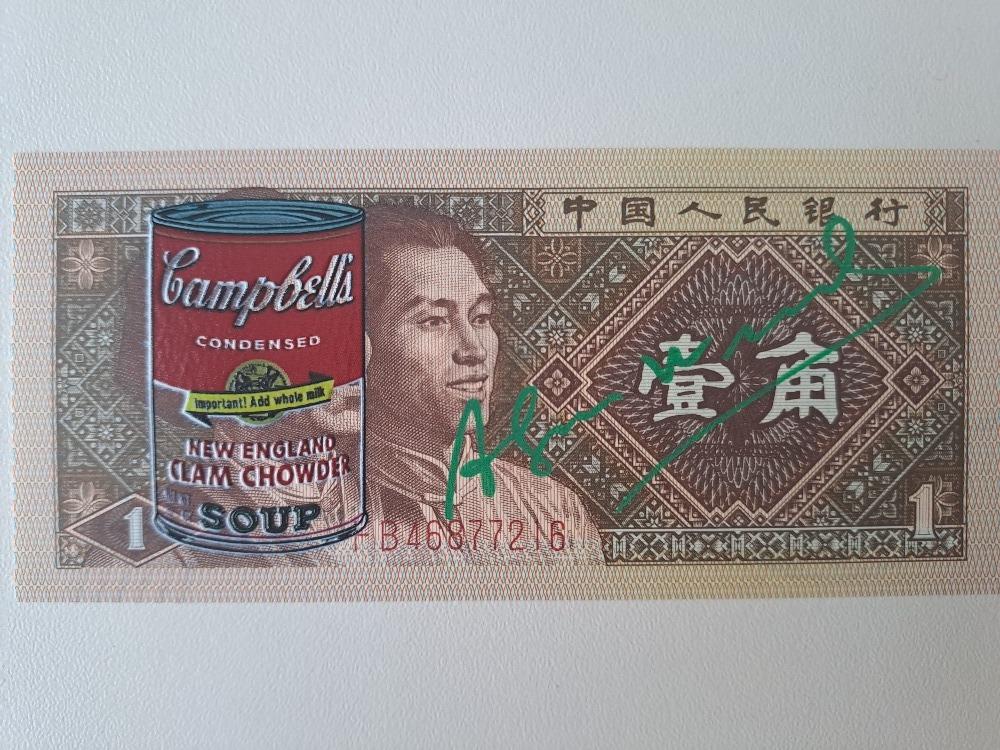 中国人民银行
Campbell's
CONDENSED
Important! Add whole milk
NEW ENGLAND
CLAM CHOWDER
SOUP
壹角
1
1
B46877216